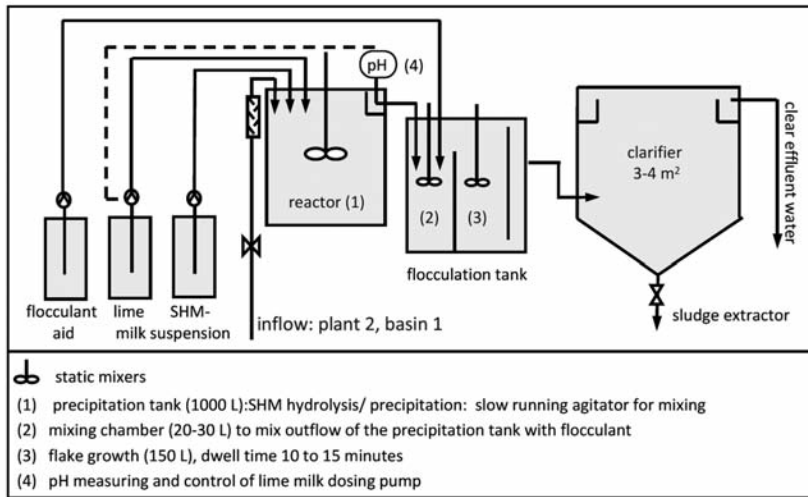 pH
(4)
reactor (1)
(2)
(3)
flocculation tank
clarifier
3-4 m²
clear effluent water
flocculant
aid
lime
milk
SHM-
suspension
inflow: plant 2, basin 1
sludge extractor
static mixers
(1) precipitation tank (1000 L):SHM hydrolysis/ precipitation: slow running agitator for mixing
(2) mixing chamber (20-30 L) to mix outflow of the precipitation tank with flocculant
(3) flake growth (150 L), dwell time 10 to 15 minutes
(4) pH measuring and control of lime milk dosing pump